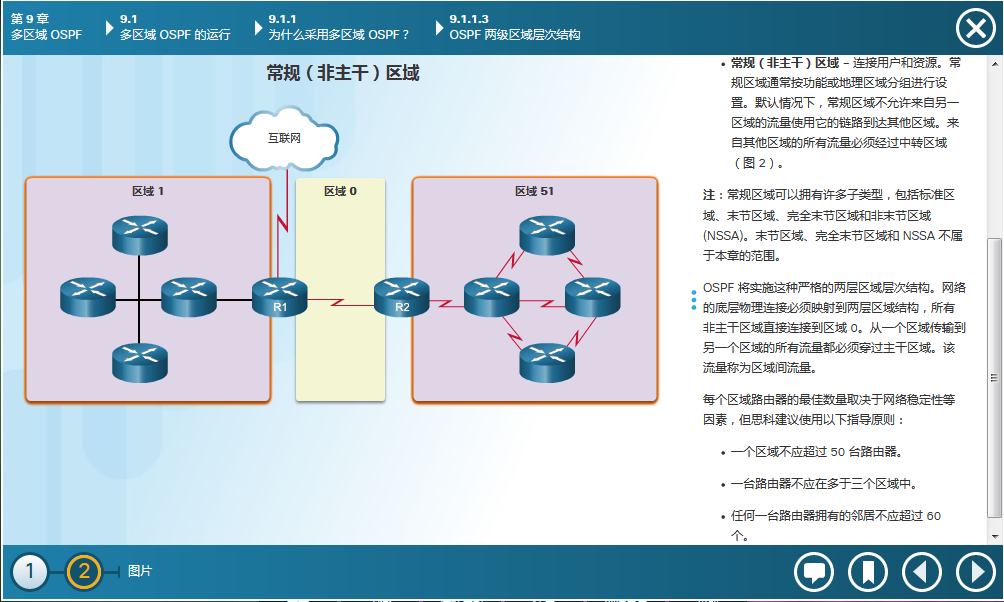 第 9 章
多区域 OSPF
9.1
多区域 OSPF 的运行
9.1.1
为什么采用多区域 OSPF？
9.1.1.3
OSPF 两级区域层次结构
常规（非主干）区域
互联网
区域 1
区域 0
区域 51
R1
R2
• 常规（非主干）区域 – 连接用户和资源。常
规区域通常按功能或地理区域分组进行设
置。默认情况下，常规区域不允许来自另一
区域的流量使用它的链路到达其他区域。来
自其他区域的所有流量必须经过中转区域
（图 2）。
注：常规区域可以拥有许多子类型，包括标准区
域、末节区域、完全末节区域和非末节区域
(NSSA)。末节区域、完全末节区域和 NSSA 不属
于本章的范围。
OSPF 将实施这种严格的两层区域层次结构。网络
的底层物理连接必须映射到两层区域结构，所有
非主干区域直接连接到区域 0。从一个区域传输到
另一个区域的所有流量都必须穿过主干区域。该
流量称为区域间流量。
每个区域路由器的最佳数量取决于网络稳定性等
因素，但思科建议使用以下指导原则：
• 一个区域不应超过 50 台路由器。
• 一台路由器不应在多于三个区域中。
• 任何一台路由器拥有的邻居不应超过 60
个。
1
2
图片